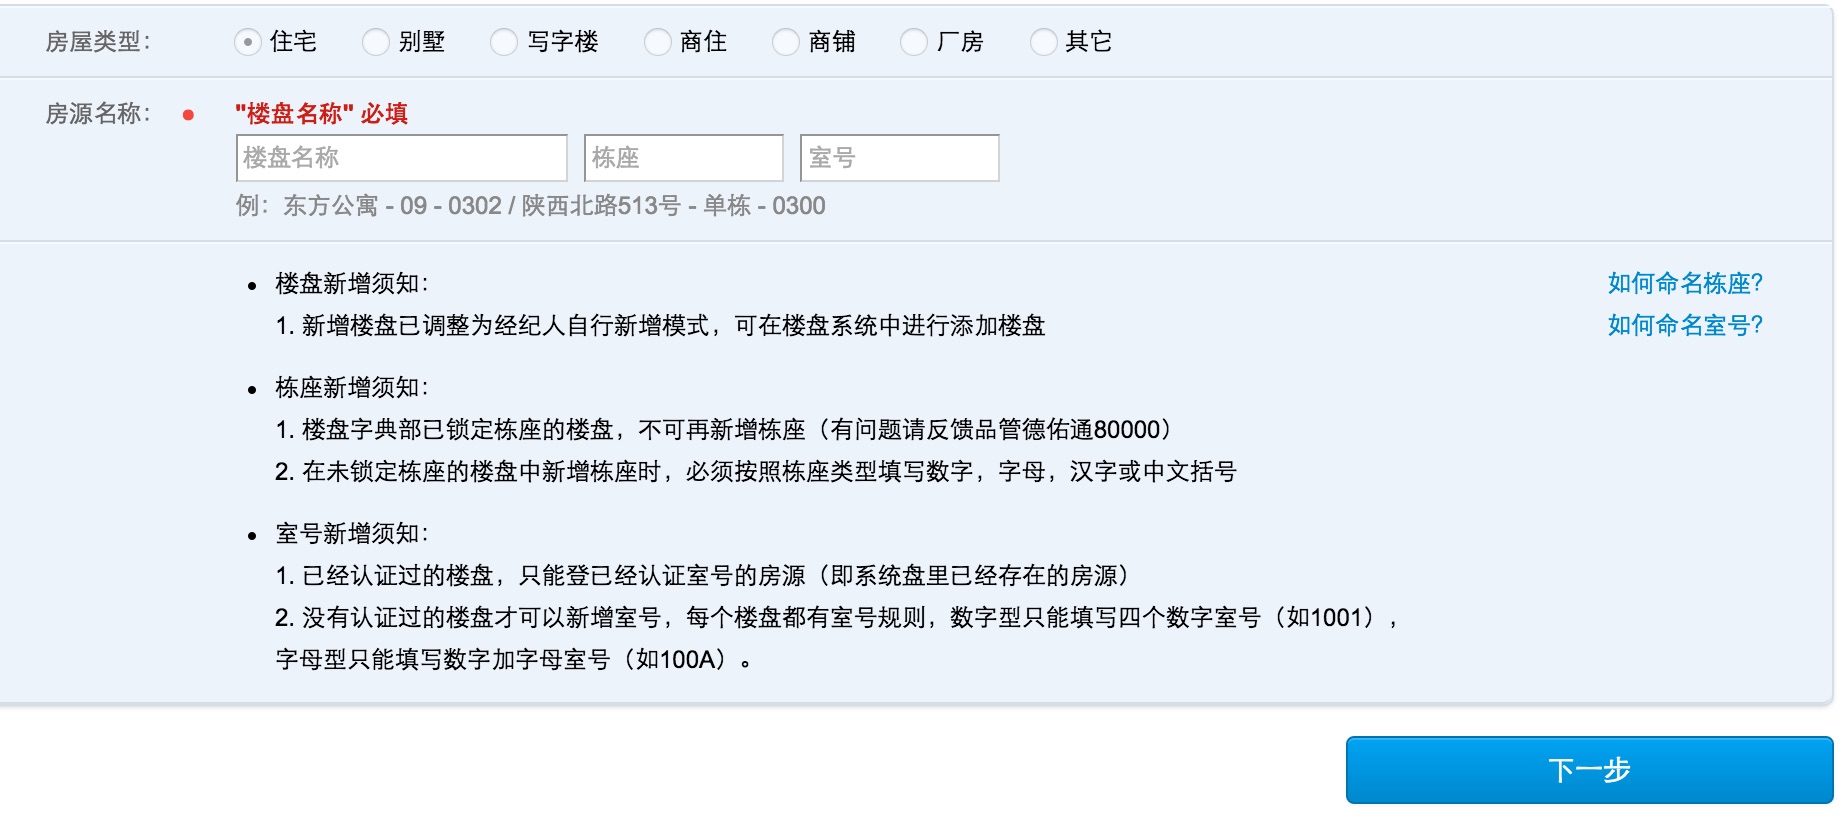 房屋类型： 住宅 别墅 写字楼 商住 商铺 厂房 其它
房源名称： "楼盘名称" 必填
楼盘名称 栋座 室号
例：东方公寓 - 09 - 0302 / 陕西北路513号 - 单栋 - 0300
楼盘新增须知： 如何命名栋座?
1. 新增楼盘已调整为经纪人自行新增模式，可在楼盘系统中进行添加楼盘 如何命名室号?
栋座新增须知：
1. 楼盘字典部已锁定栋座的楼盘，不可再新增栋座（有问题请反馈品管德佑通80000）
2. 在未锁定栋座的楼盘中新增栋座时，必须按照栋座类型填写数字，字母，汉字或中文括号
室号新增须知：
1. 已经认证过的楼盘，只能登已经认证室号的房源（即系统盘里已经存在的房源）
2. 没有认证过的楼盘才可以新增室号，每个楼盘都有室号规则，数字型只能填写四个数字室号（如1001），
字母型只能填写数字加字母室号（如100A）。
下一步